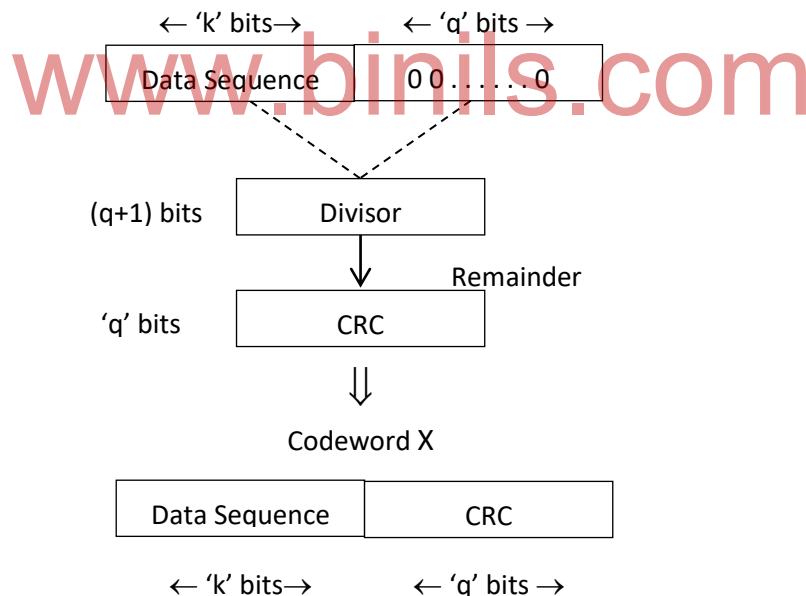 ← ‘k’ bits→ ← ‘q’ bits →
www.binils.com
Data Sequence 0 0 . . . . . . 0
(q+1) bits Divisor
Remainder
‘q’ bits CRC
⇓
Codeword X
Data Sequence CRC
← ‘k’ bits→ ← ‘q’ bits →